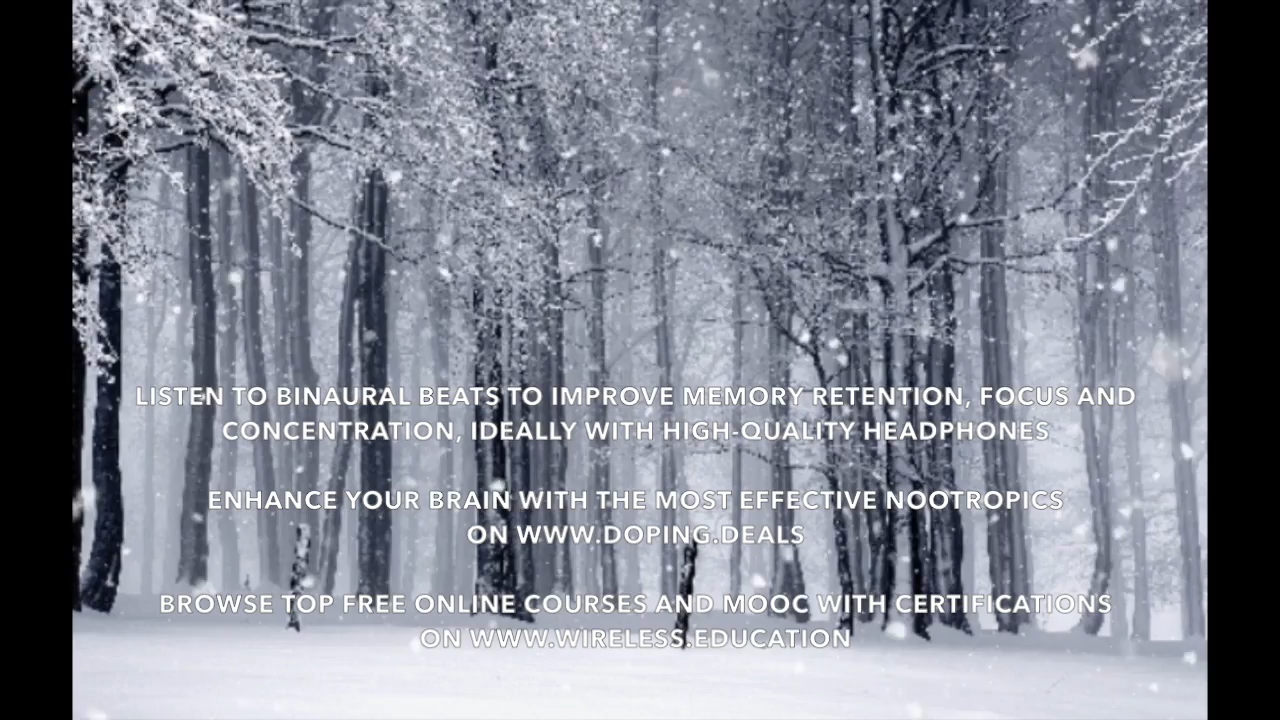 LISTEN TO BINAURAL BEATS TO IMPROVE MEMORY RETENTION, FOCUS AND
CONCENTRATION, IDEALLY WITH HIGH-QUALITY HEADPHONES
ENHANCE YOUR BRAIN WITH THE MOST EFFECTIVE NOOTROPICS
ON WWW.DOPING.DEALS
BROWSE TOP FREE ONLINE COURSES AND MOOC WITH CERTIFICATIONS
ON WWW.WIRELESS.EDUCATION